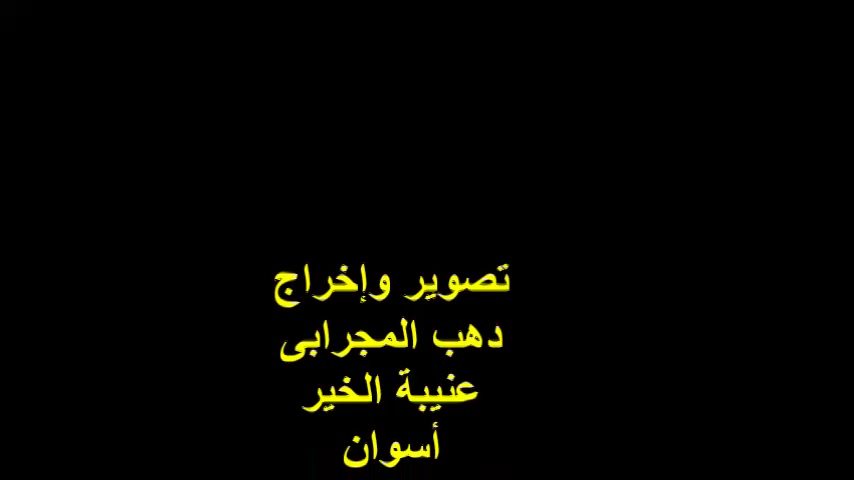 تصوير وإخراج
دهب المجرابى
عنيبة الخير
أسوان